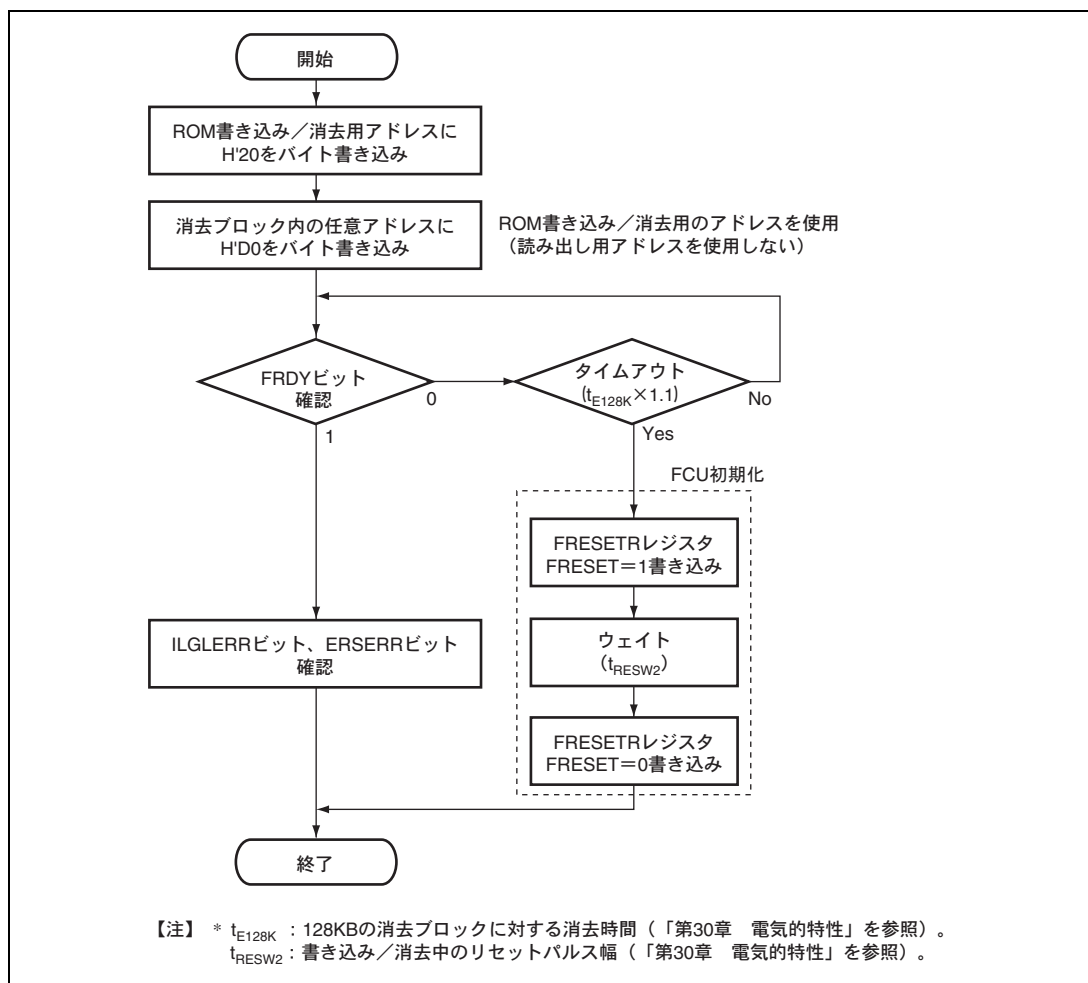 開始
ROM書き込み／消去用アドレスに
H'20をバイト書き込み
消去ブロック内の任意アドレスに
H'D0をバイト書き込み
ROM書き込み／消去用のアドレスを使用
（読み出し用アドレスを使用しない）
FRDYビット
確認
0
1
タイムアウト
(tE128K×1.1)
No
Yes
FCU初期化
FRESETRレジスタ
FRESET＝1書き込み
ウェイト
（tRESW2）
FRESETRレジスタ
FRESET＝0書き込み
ILGLERRビット、ERSERRビット
確認
終了
【注】 * tE128K ：128KBの消去ブロックに対する消去時間（「第30章　電気的特性」を参照）。
tRESW2：書き込み／消去中のリセットパルス幅（「第30章　電気的特性」を参照）。